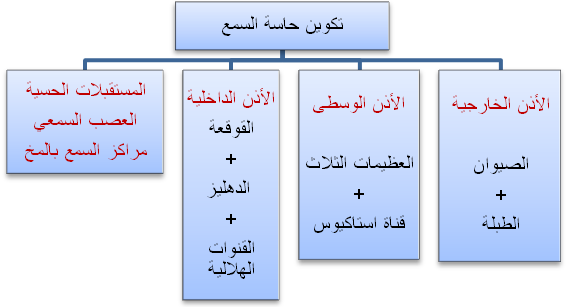 تكوين حاسة السمع
الأذن الخارجية
الصيوان
+
الطبلة
الأذن الوسطى
العظيمات الثلاث
+
قناة استاكيوس
الأذن الداخلية
القوقعة
+
الدهليز
+
القنوات
الهلالية
المستقبلات الحسية
العصب السمعي
مراكز السمع بالمخ